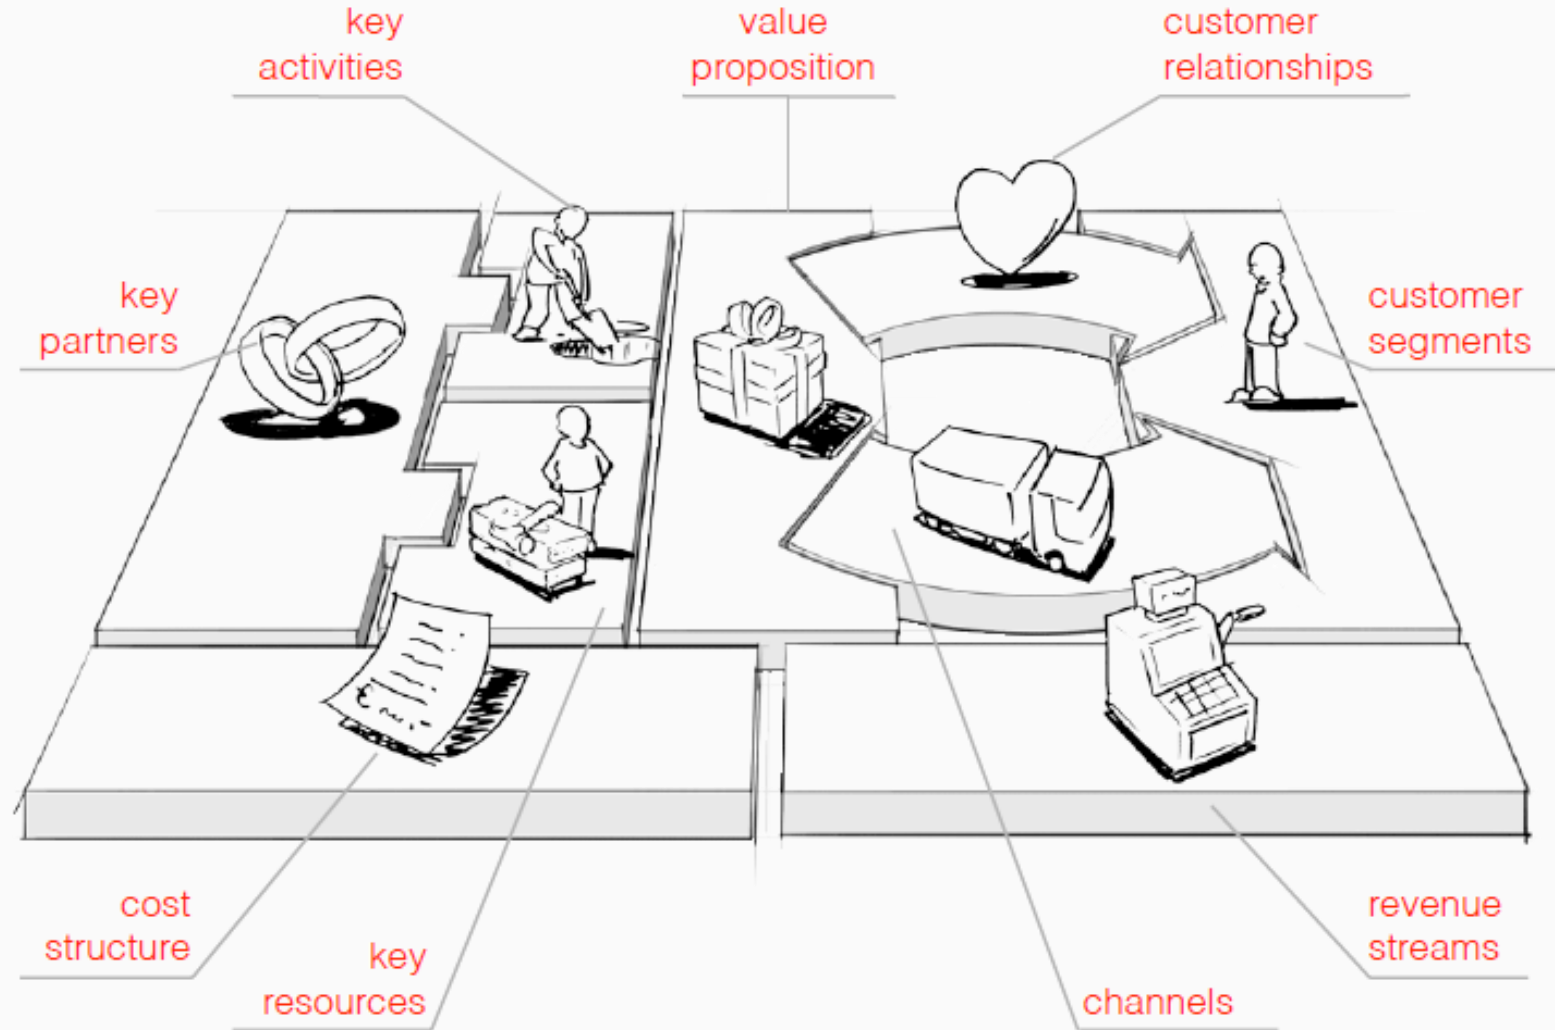 key
activities
value
proposition
customer
relationships
key
partners
customer
segments
cost
structure
key
resources
channels
revenue
streams